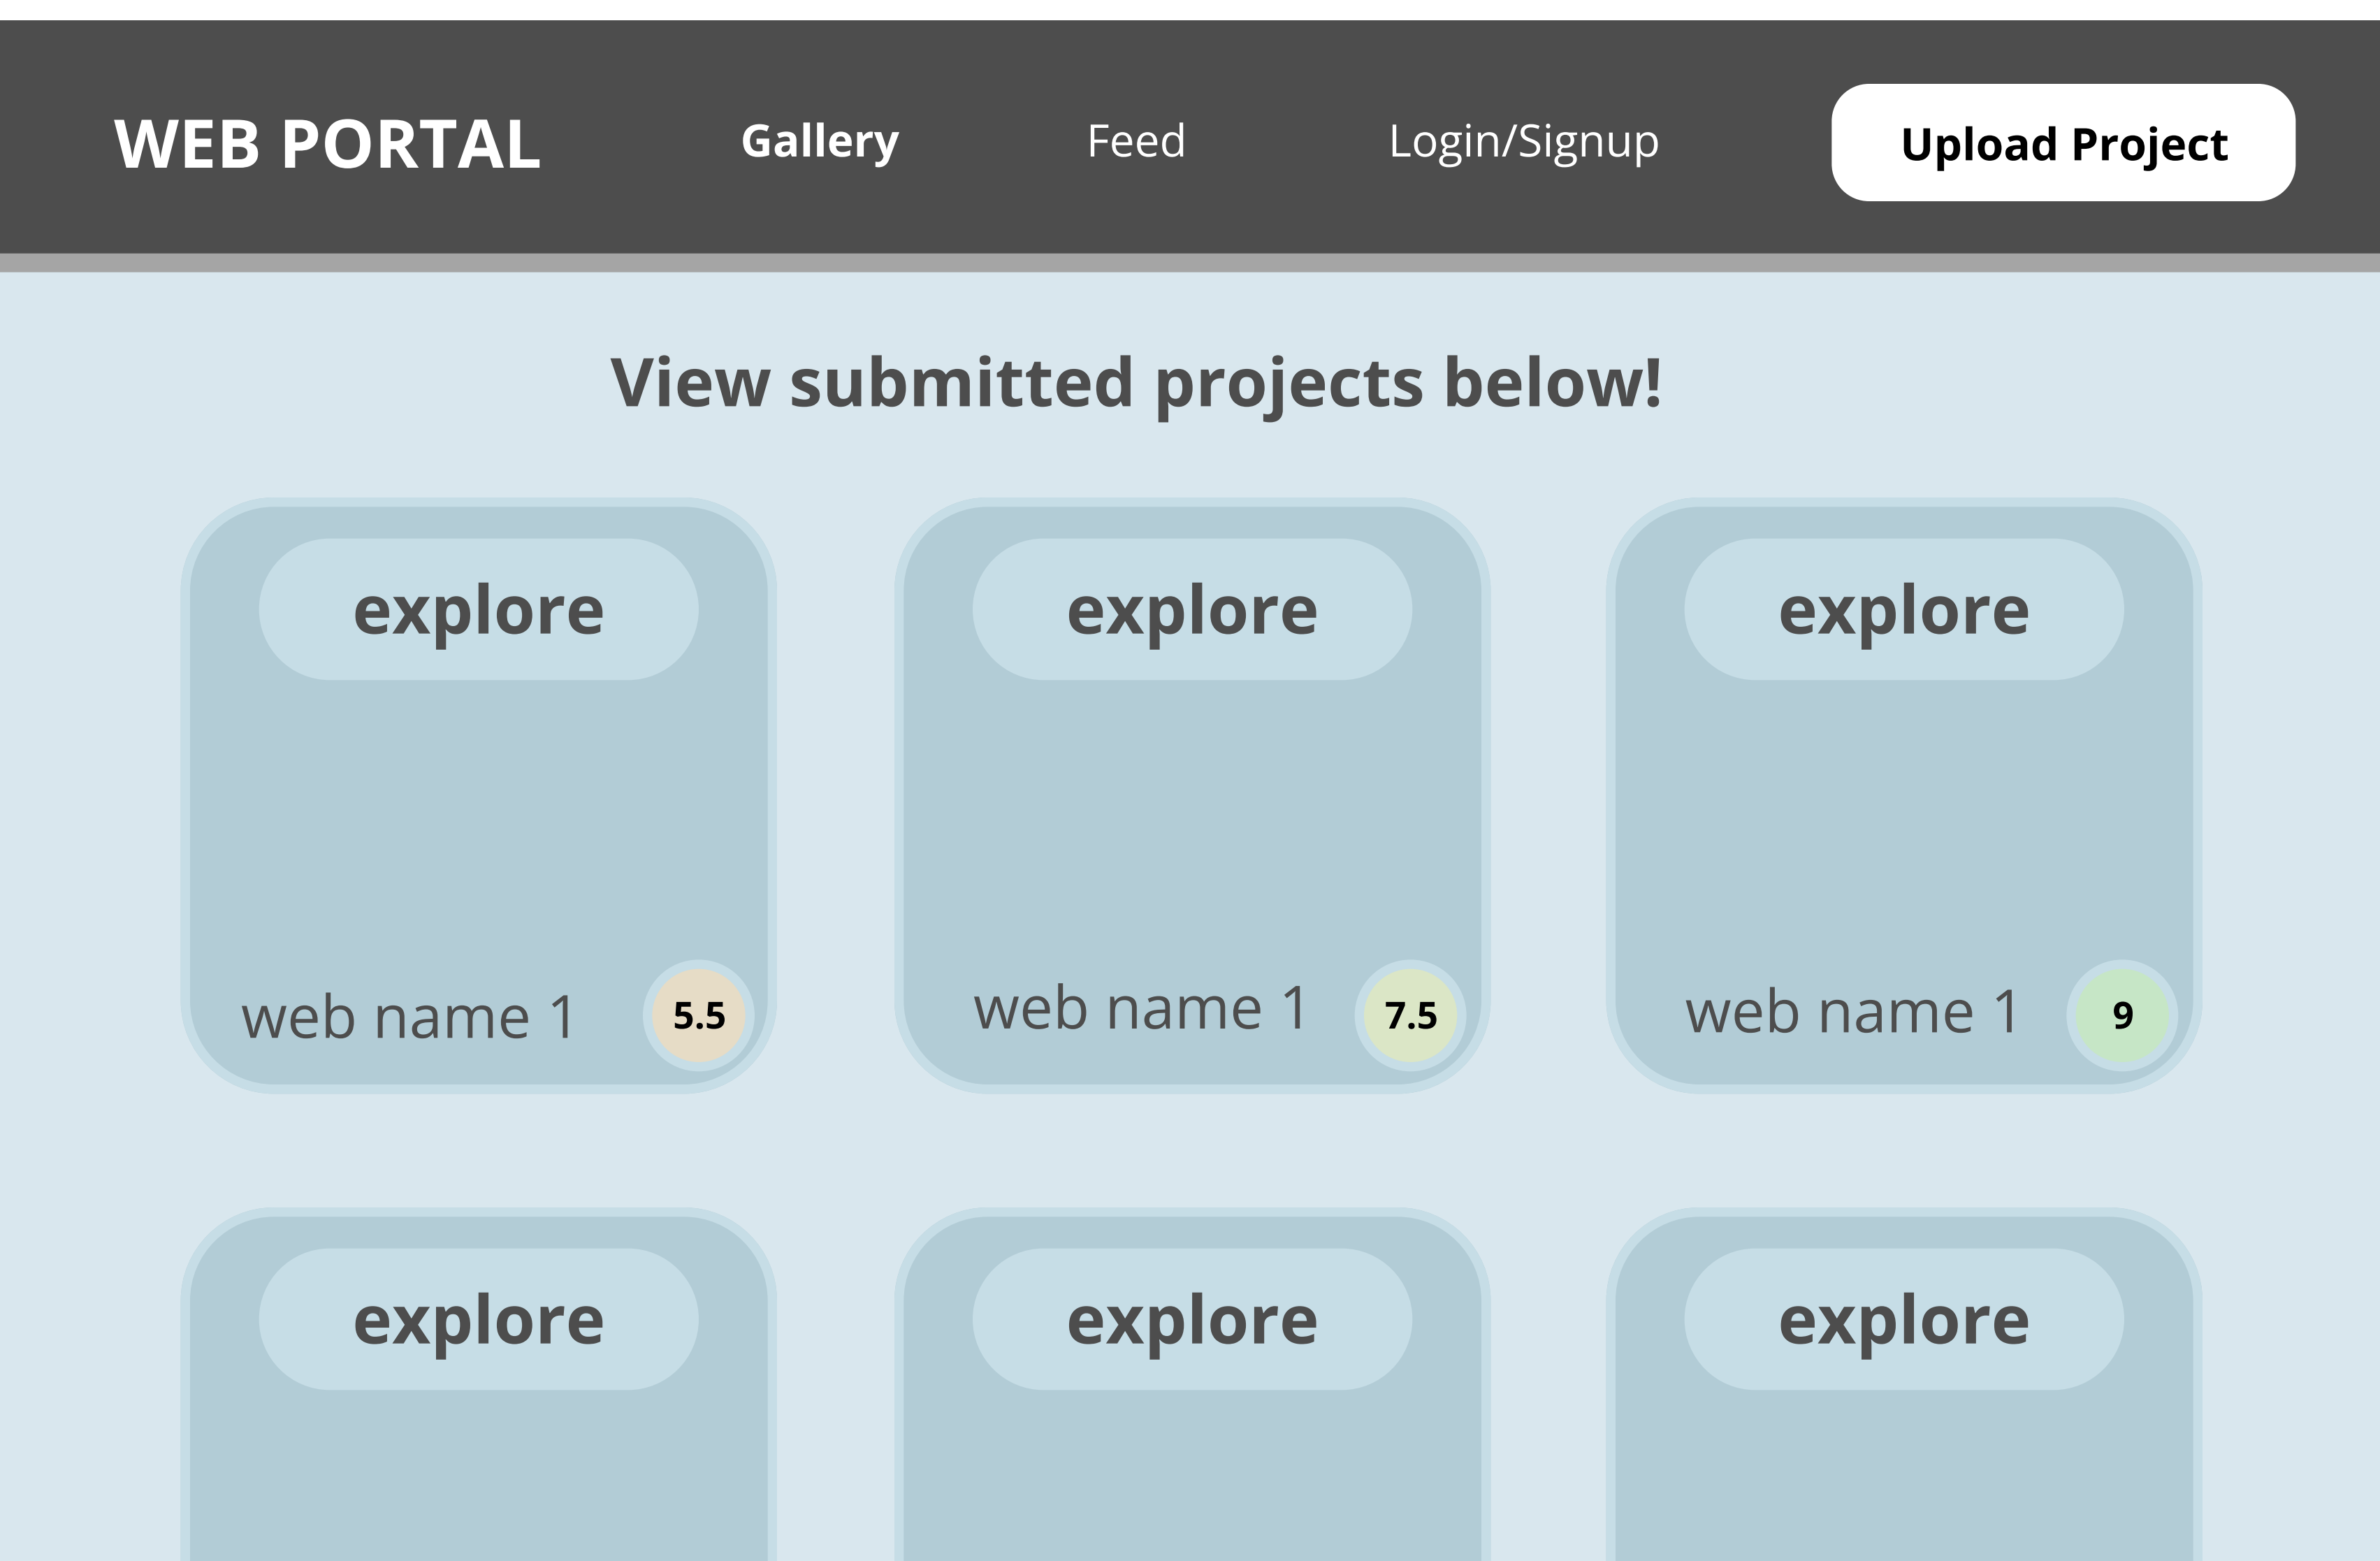 WEB PORTAL Gallery Feed Login/Signup Upload Project
View submitted projects below!
explore explore explore
web name 1 5.5 web name 1 7.5 web name 1 9
explore explore explore